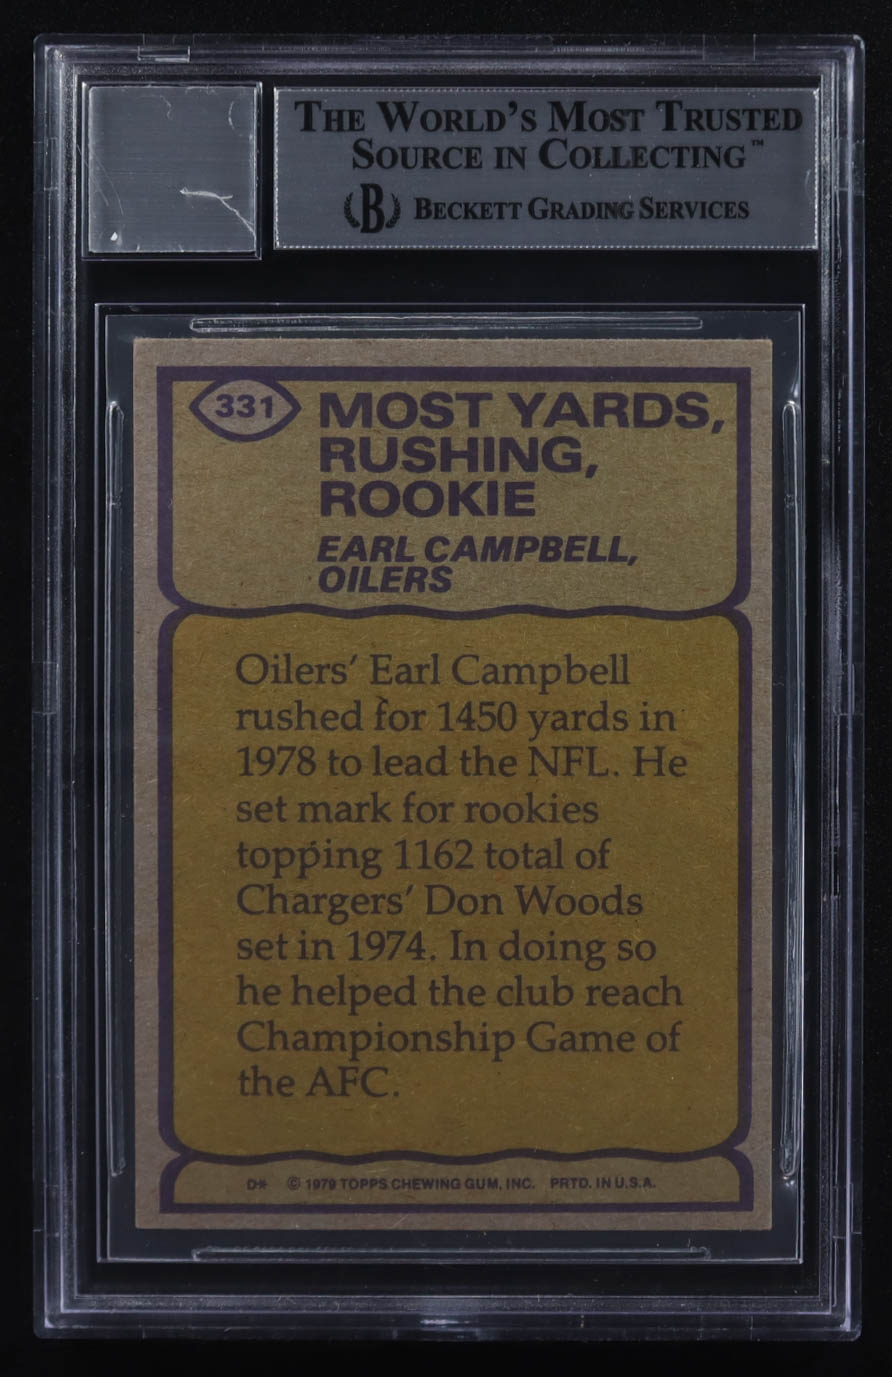 THE WORLD'S MOST TRUSTED
SOURCE IN COLLECTING™
B BECKETT GRADING SERVICES
331
MOST YARDS,
RUSHING,
ROOKIE
EARL CAMPBELL,
OILERS
Oilers' Earl Campbell
rushed for 1450 yards in
1978 to lead the NFL. He
set mark for rookies
topping 1162 total of
Chargers' Don Woods
set in 1974. In doing so
he helped the club reach
Championship Game of
the AFC.
D* © 1979 TOPPS CHEWING GUM, INC. PRTD. IN U.S.A.